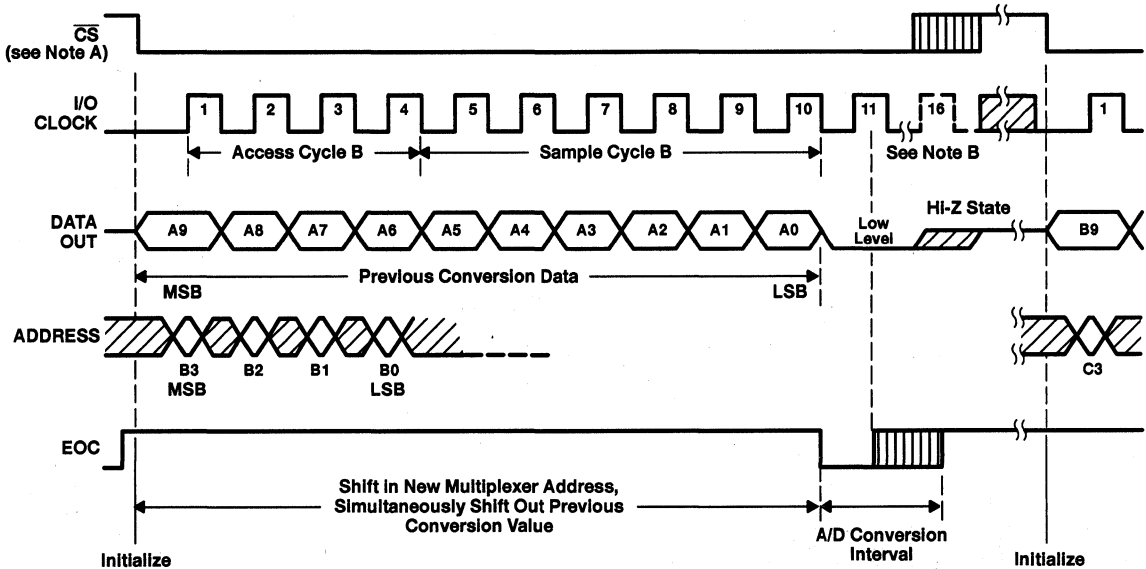 CS
(see Note A)
I/O
CLOCK
1 2 3 4 5 6 7 8 9 10 11 16 1
Access Cycle B Sample Cycle B See Note B
Hi-Z State
DATA
OUT
A9 A8 A7 A6 A5 A4 A3 A2 A1 A0 Low
Level B9
Previous Conversion Data
MSB LSB
ADDRESS
B3 B2 B1 B0 C3
MSB LSB
EOC
Shift in New Multiplexer Address,
Simultaneously Shift Out Previous
Conversion Value
A/D Conversion
Interval
Initialize Initialize